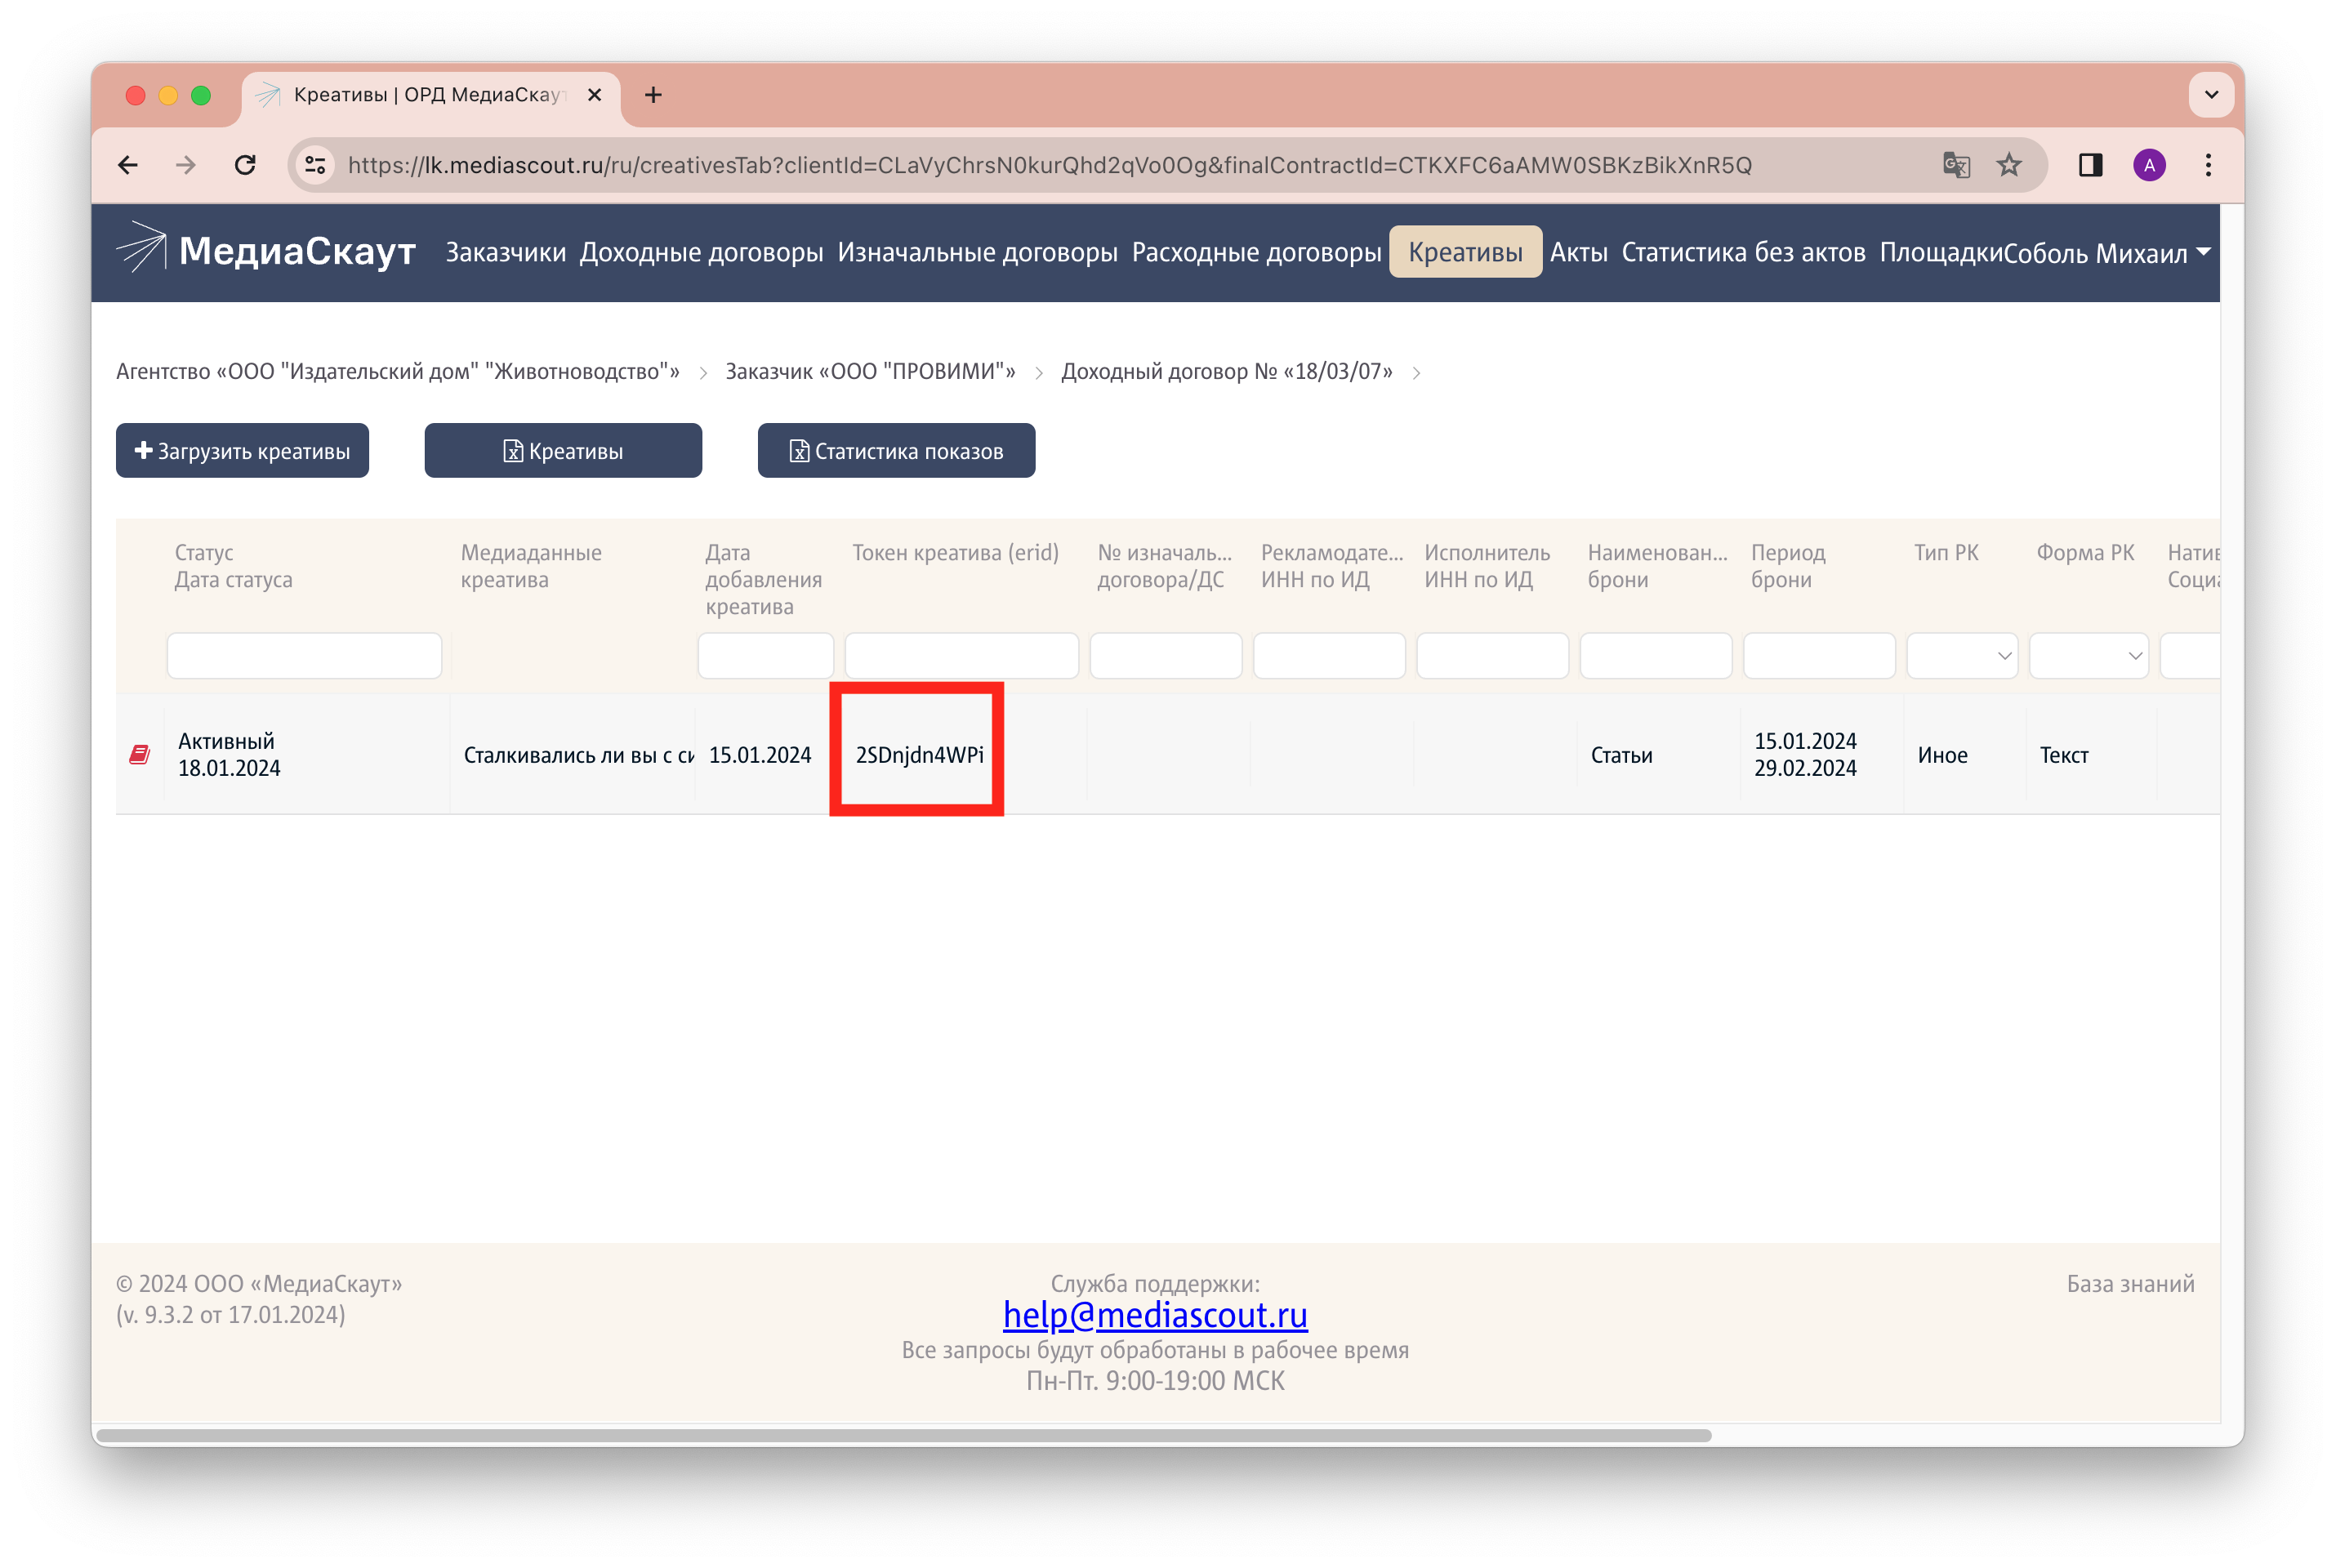 Креативы | ОРД МедиаСкаут
https://lk.mediascout.ru/ru/creativesTab?clientId=CLaVyChrsN0kurQhd2qVo0Og&finalContractId=CTKXFC6aAMW0SBKzBikXnR5Q
A
МедиаСкаут Заказчики Доходные договоры Изначальные договоры Расходные договоры Креативы Акты Статистика без актов Площадки Соболь Михаил
Агентство «ООО "Издательский дом" "Животноводство"» > Заказчик «ООО "ПРОВИМИ"» > Доходный договор № «18/03/07» >
Загрузить креативы Креативы Статистика показов
Статус Медиаданные Дата Токен креатива (erid) № изначаль... Рекламодате... Исполнитель Наименован... Период Тип РК Форма РК Натив
Дата статуса креатива добавления договора/ДС ИНН по ИД ИНН по ИД брони брони Социа
креатива
Активный 15.01.2024
18.01.2024 Сталкивались ли вы с си 15.01.2024 2SDnjdn4WPi Статьи 29.02.2024 Иное Текст
© 2024 ООО «МедиаСкаут» Служба поддержки: База знаний
(v. 9.3.2 от 17.01.2024) help@mediascout.ru
Все запросы будут обработаны в рабочее время
Пн-Пт. 9:00-19:00 МСК